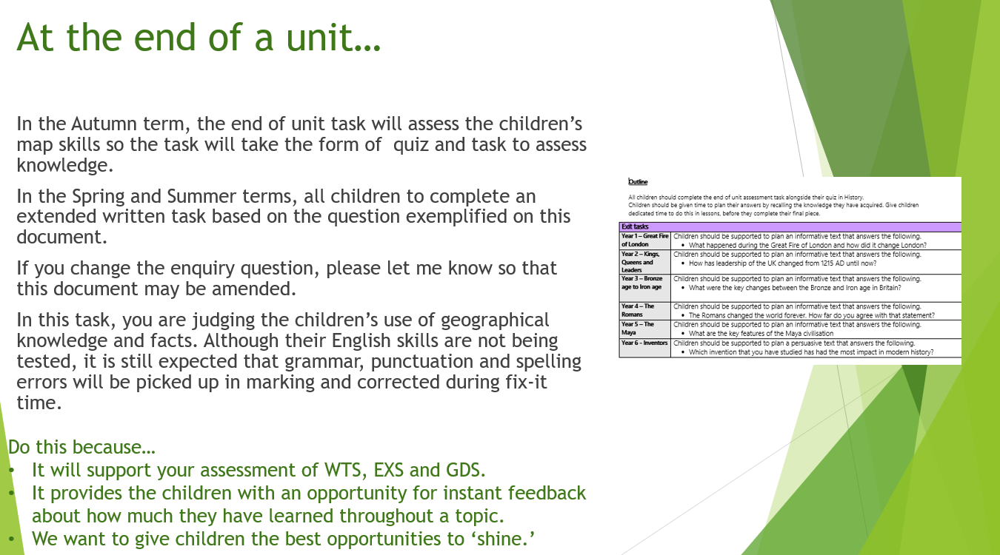 At the end of a unit…
In the Autumn term, the end of unit task will assess the children’s
map skills so the task will take the form of  quiz and task to assess
knowledge.
In the Spring and Summer terms, all children to complete an
extended written task based on the question exemplified on this
document.
If you change the enquiry question, please let me know so that
this document may be amended.
In this task, you are judging the children’s use of geographical
knowledge and facts. Although their English skills are not being
tested, it is still expected that grammar, punctuation and spelling
errors will be picked up in marking and corrected during fix-it
time.
Do this because…
• It will support your assessment of WTS, EXS and GDS.
• It provides the children with an opportunity for instant feedback
about how much they have learned throughout a topic.
• We want to give children the best opportunities to ‘shine.’
Outline
All children should complete the end of unit assessment task alongside their quiz in History.
Children should be given time to plan their answers by recalling the knowledge they have acquired. Give children
dedicated time to do this in lessons, before they complete their final piece.
Exit tasks
Year 1 – Great Fire
of London
Children should be supported to plan an informative text that answers the following.
• What happened during the Great Fire of London and how did it change London?
Year 2 – Kings,
Queens and
Leaders
Children should be supported to plan an informative text that answers the following.
• How has leadership of the UK changed from 1215 AD until now?
Year 3 – Bronze
age to Iron age
Children should be supported to plan an informative text that answers the following.
• What were the key changes between the Bronze and Iron age in Britain?
Year 4 – The
Romans
Children should be supported to plan an informative text that answers the following.
• The Romans changed the world forever. How far do you agree with that statement?
Year 5 – The
Maya
Children should be supported to plan an informative text that answers the following.
• What are the key features of the Maya civilisation
Year 6 - Inventors
Children should be supported to plan a persuasive text that answers the following.
• Which invention that you have studied has had the most impact in modern history?